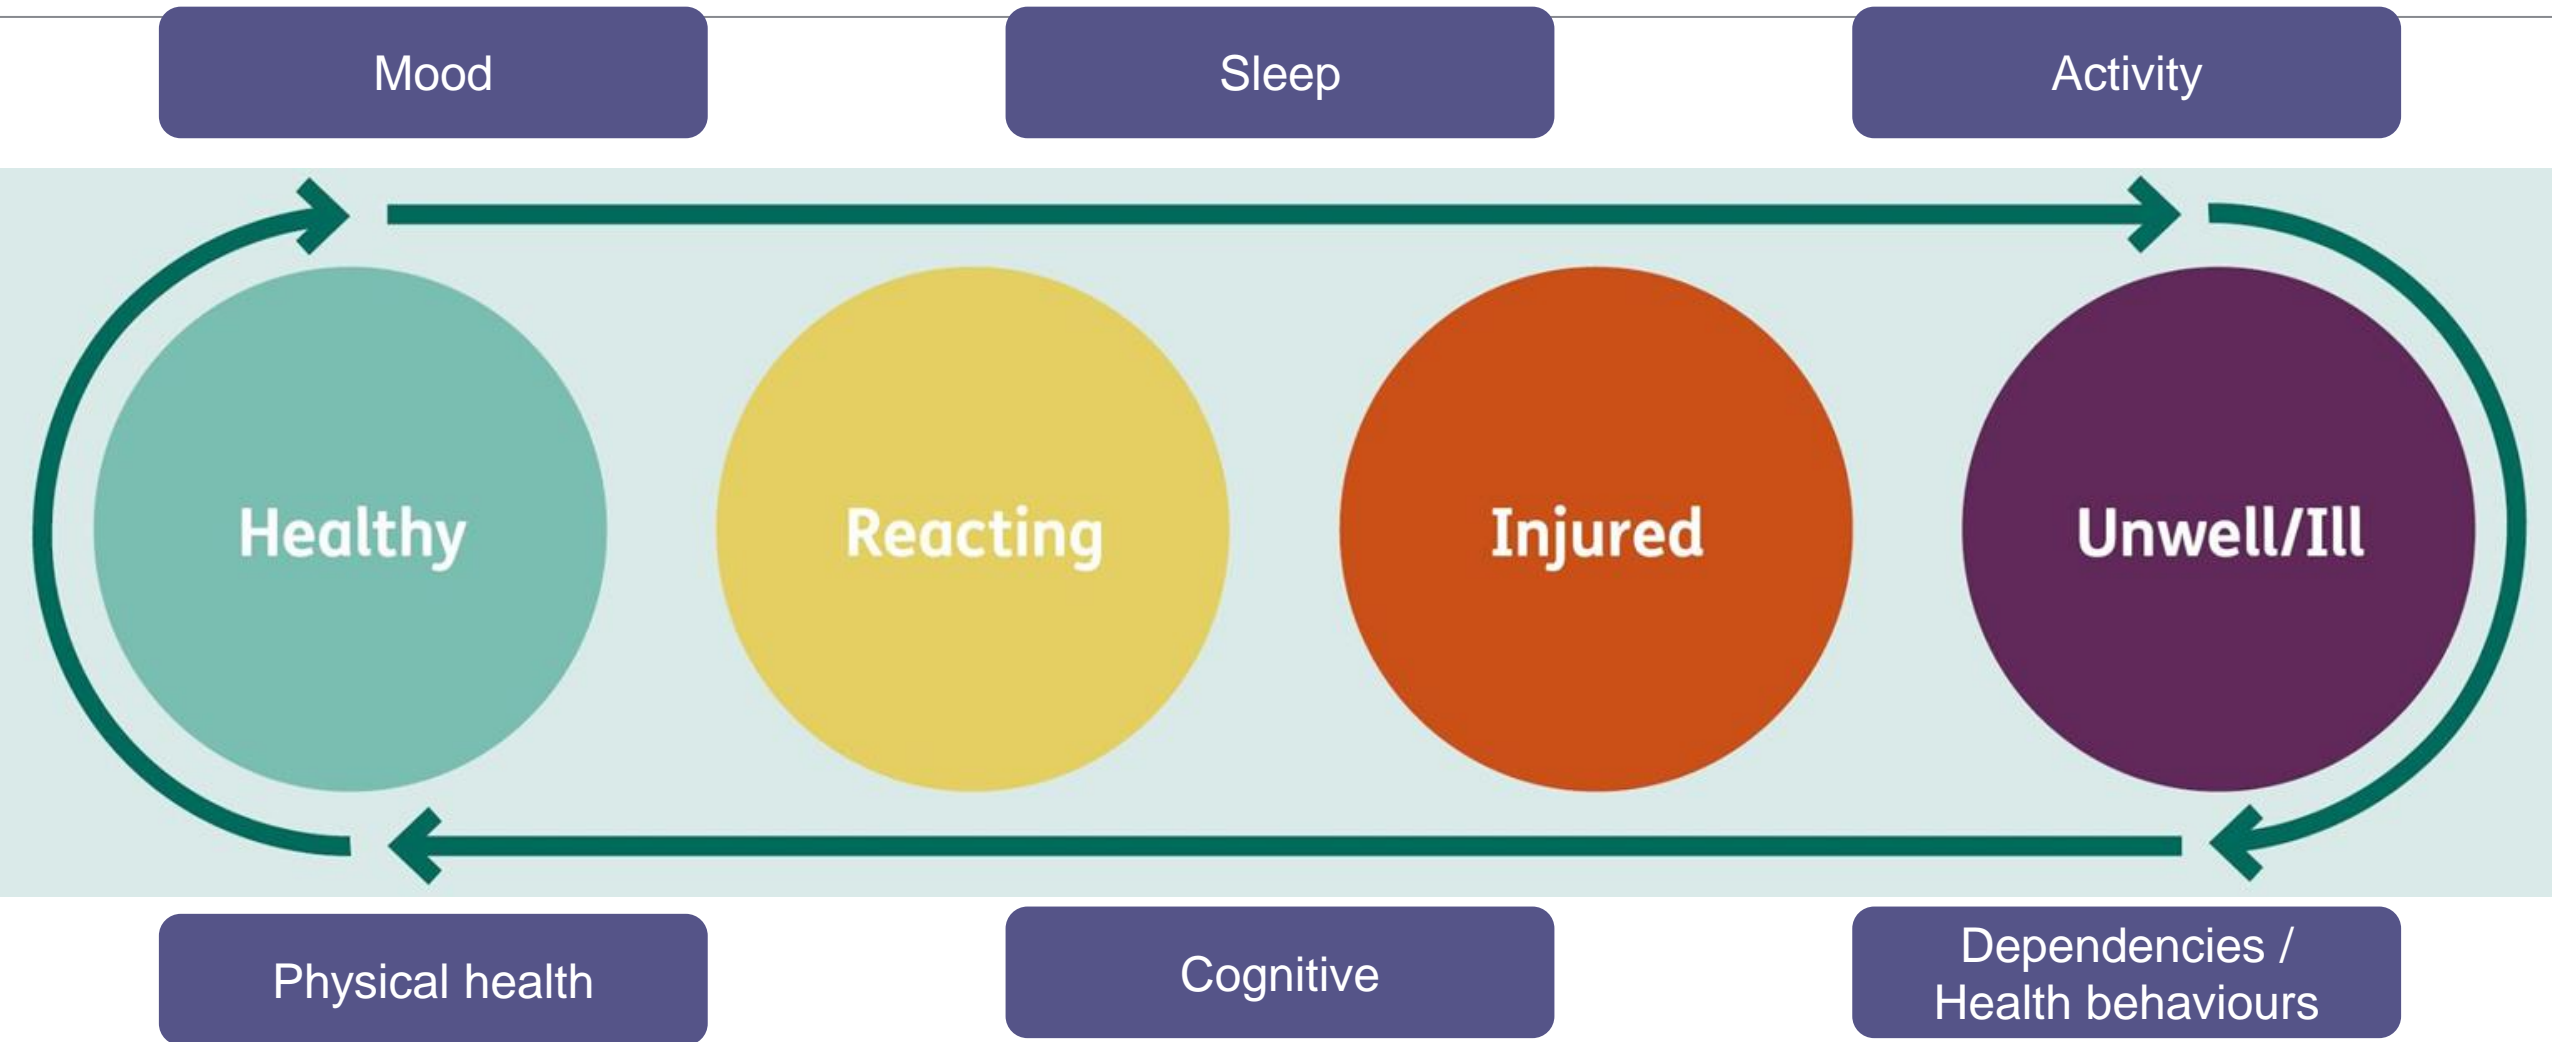 Mood
Sleep
Activity
Healthy
Reacting
Injured
Unwell/Ill
Physical health
Cognitive
Dependencies /
Health behaviours